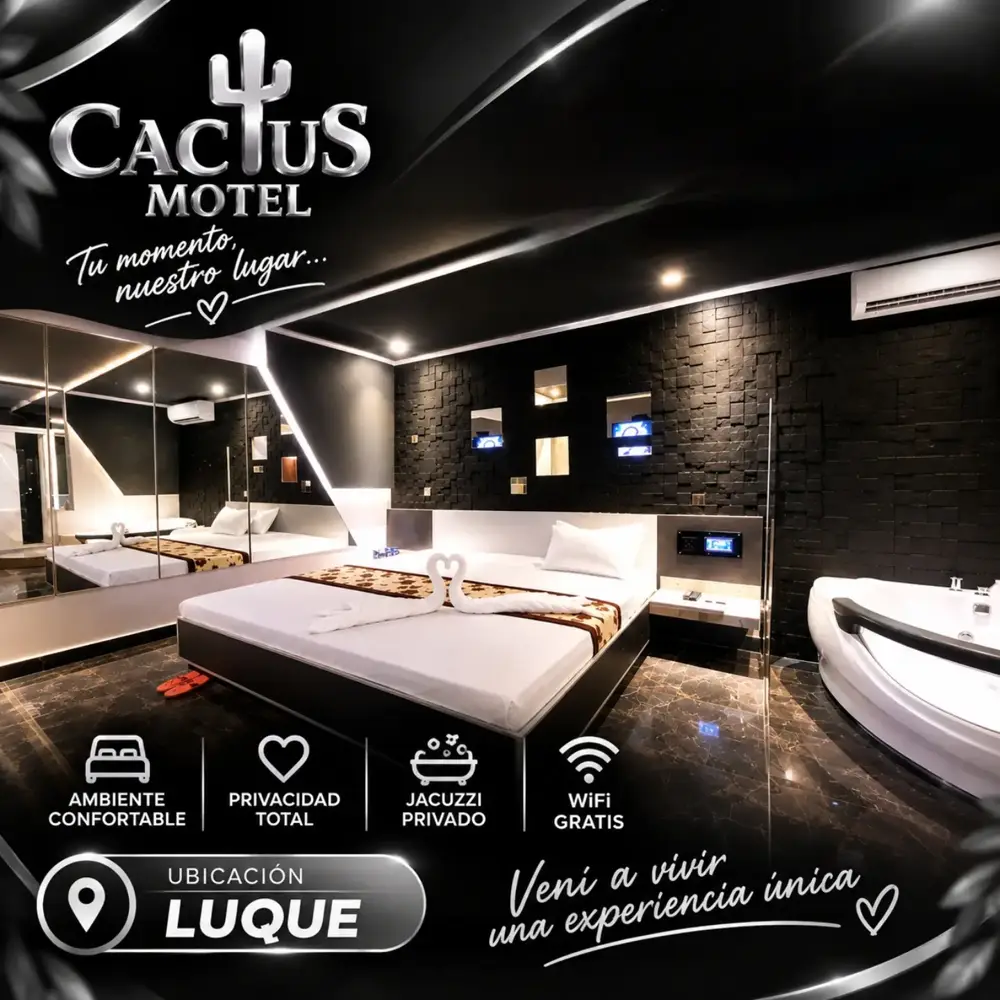 CACTUS
MOTEL
Tu momento,
nuestro lugar...
AMBIENTE
CONFORTABLE
PRIVACIDAD
TOTAL
JACUZZI
PRIVADO
WiFi
GRATIS
UBICACIÓN
LUQUE
Vení a vivir
una experiencia única